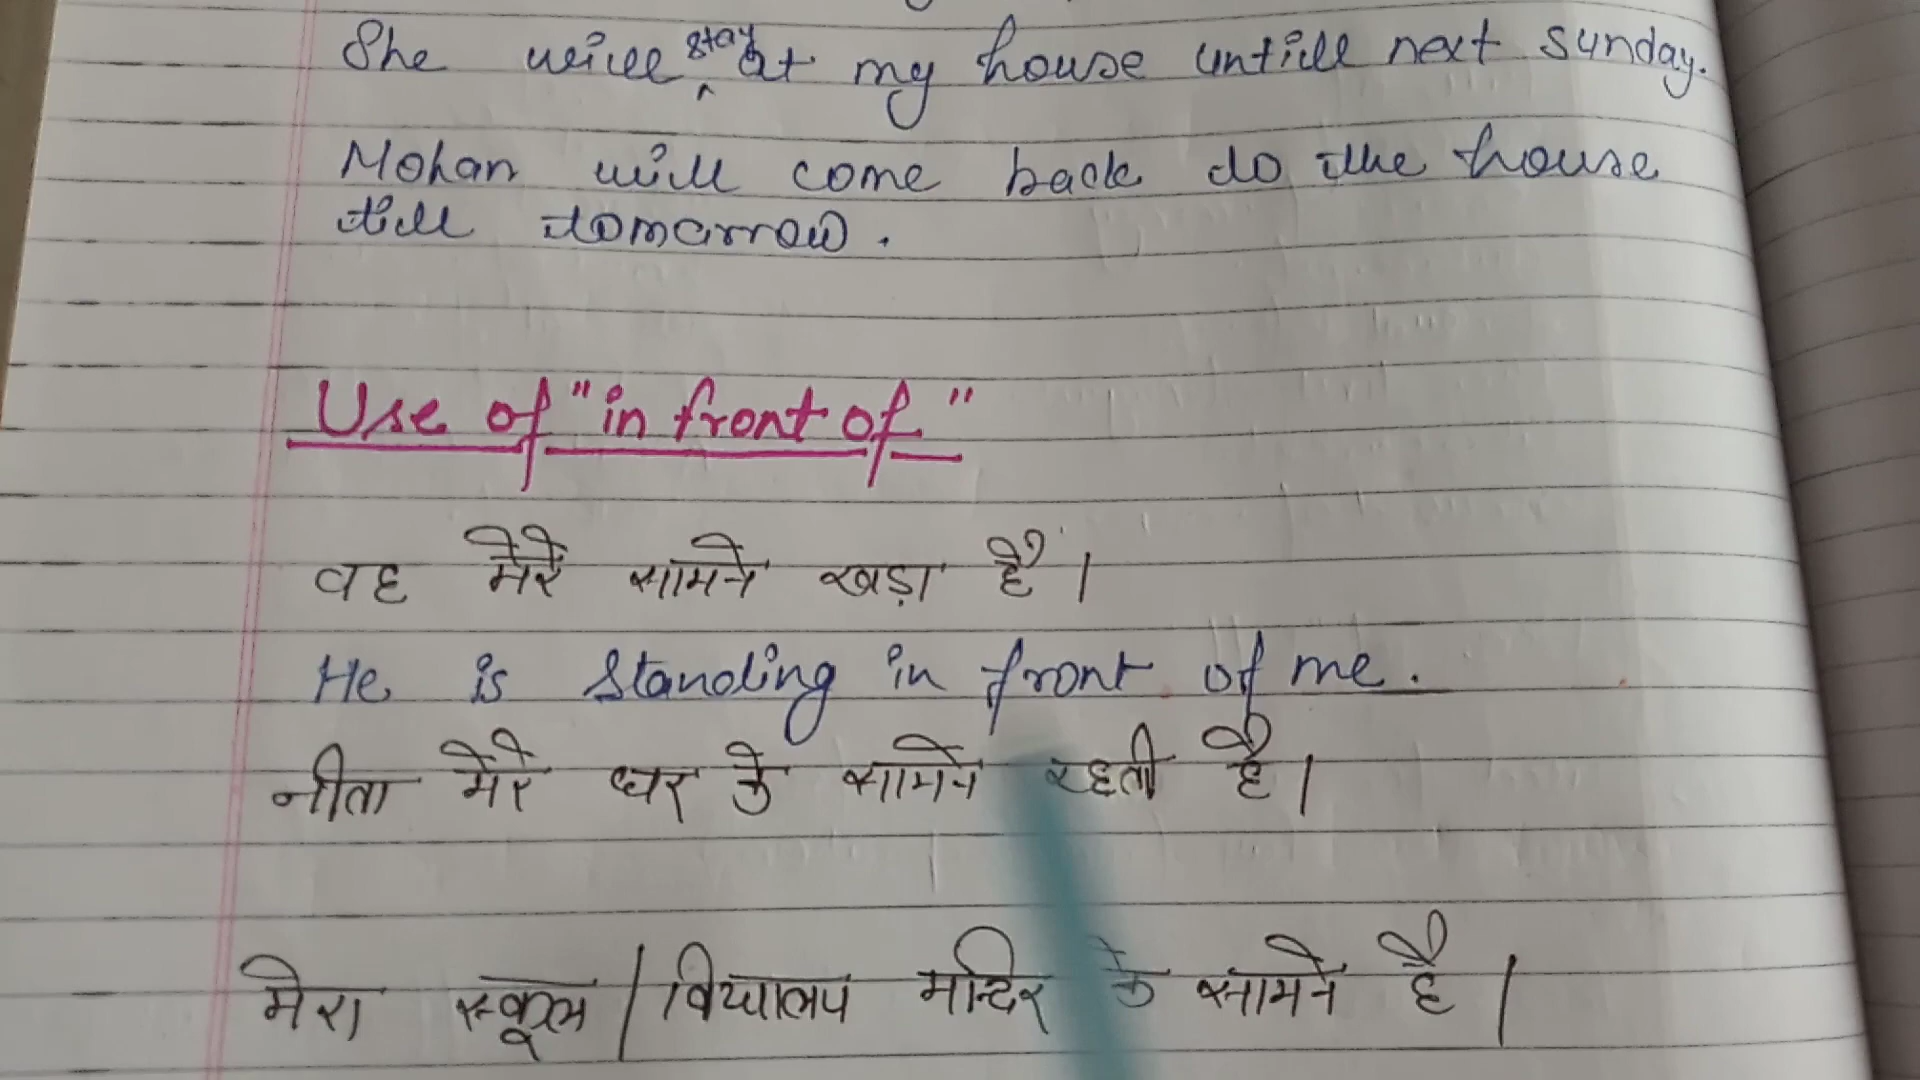 She will stay at my house untill next sunday.
Mohan will come back to the house
till tomorrow.
Use of "in front of"
वह मेरे सामने खड़ा है।
He is standing in front of me.
नीता मेरे घर के सामने रहती है।
मेरा स्कूल / विद्यालय मन्दिर के सामने है।